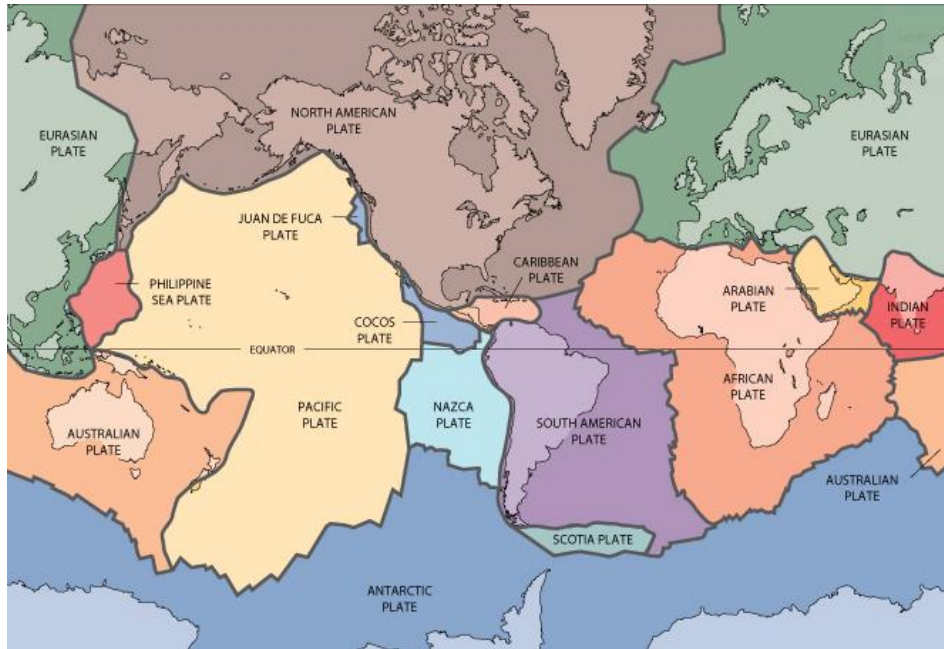 NORTH AMERICAN
PLATE
EURASIAN
PLATE
EURASIAN
PLATE
JUAN DE FUCA
PLATE
CARIBBEAN
PLATE
PHILIPPINE
SEA PLATE
ARABIAN
PLATE
INDIAN
PLATE
COCOS
PLATE
EQUATOR
AFRICAN
PLATE
PACIFIC
PLATE
NAZCA
PLATE
SOUTH AMERICAN
PLATE
AUSTRALIAN
PLATE
AUSTRALIAN
PLATE
SCOTIA PLATE
ANTARCTIC
PLATE